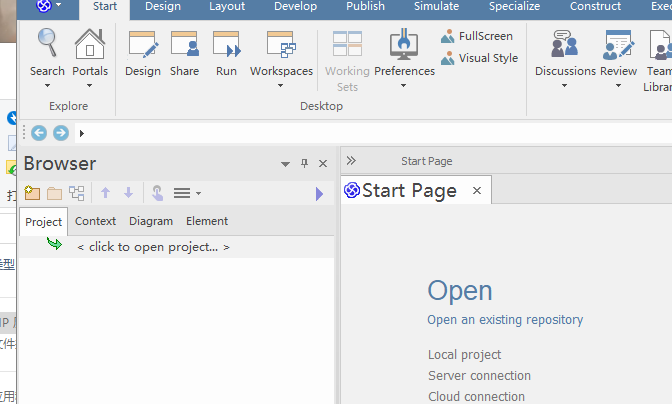 Start Design Layout Develop Publish Simulate Specialize Construct
FullScreen
Visual Style
Search Portals Design Share Run Workspaces Working Sets Preferences Discussions Review Team
Explore Desktop
Browser
Start Page
Start Page
Project Context Diagram Element
< click to open project... >
Open
Open an existing repository
Local project
Server connection
Cloud connection